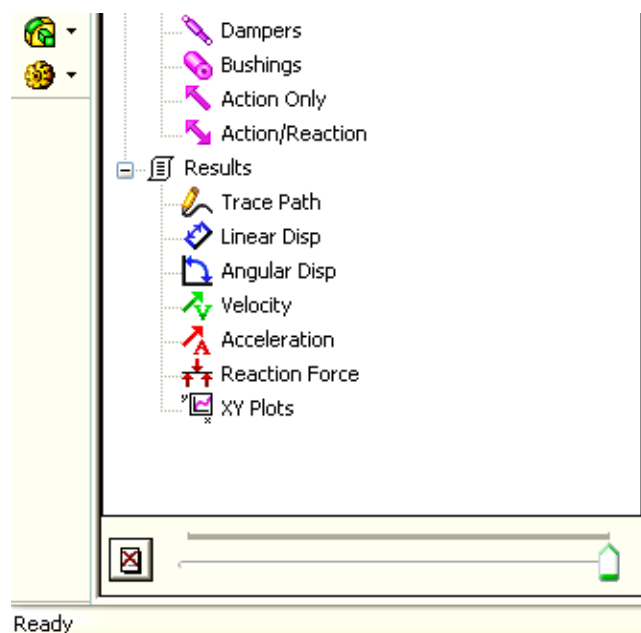 Dampers
Bushings
Action Only
Action/Reaction
Results
Trace Path
Linear Disp
Angular Disp
Velocity
Acceleration
Reaction Force
XY Plots
Ready